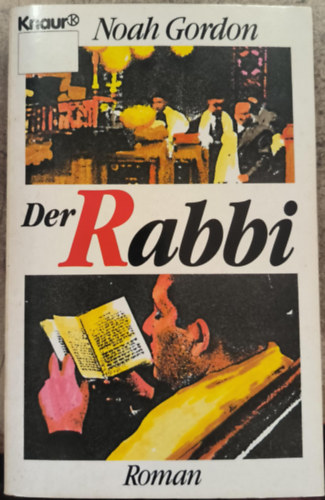 Knaur K
Noah Gordon
Der Rabbi
Roman